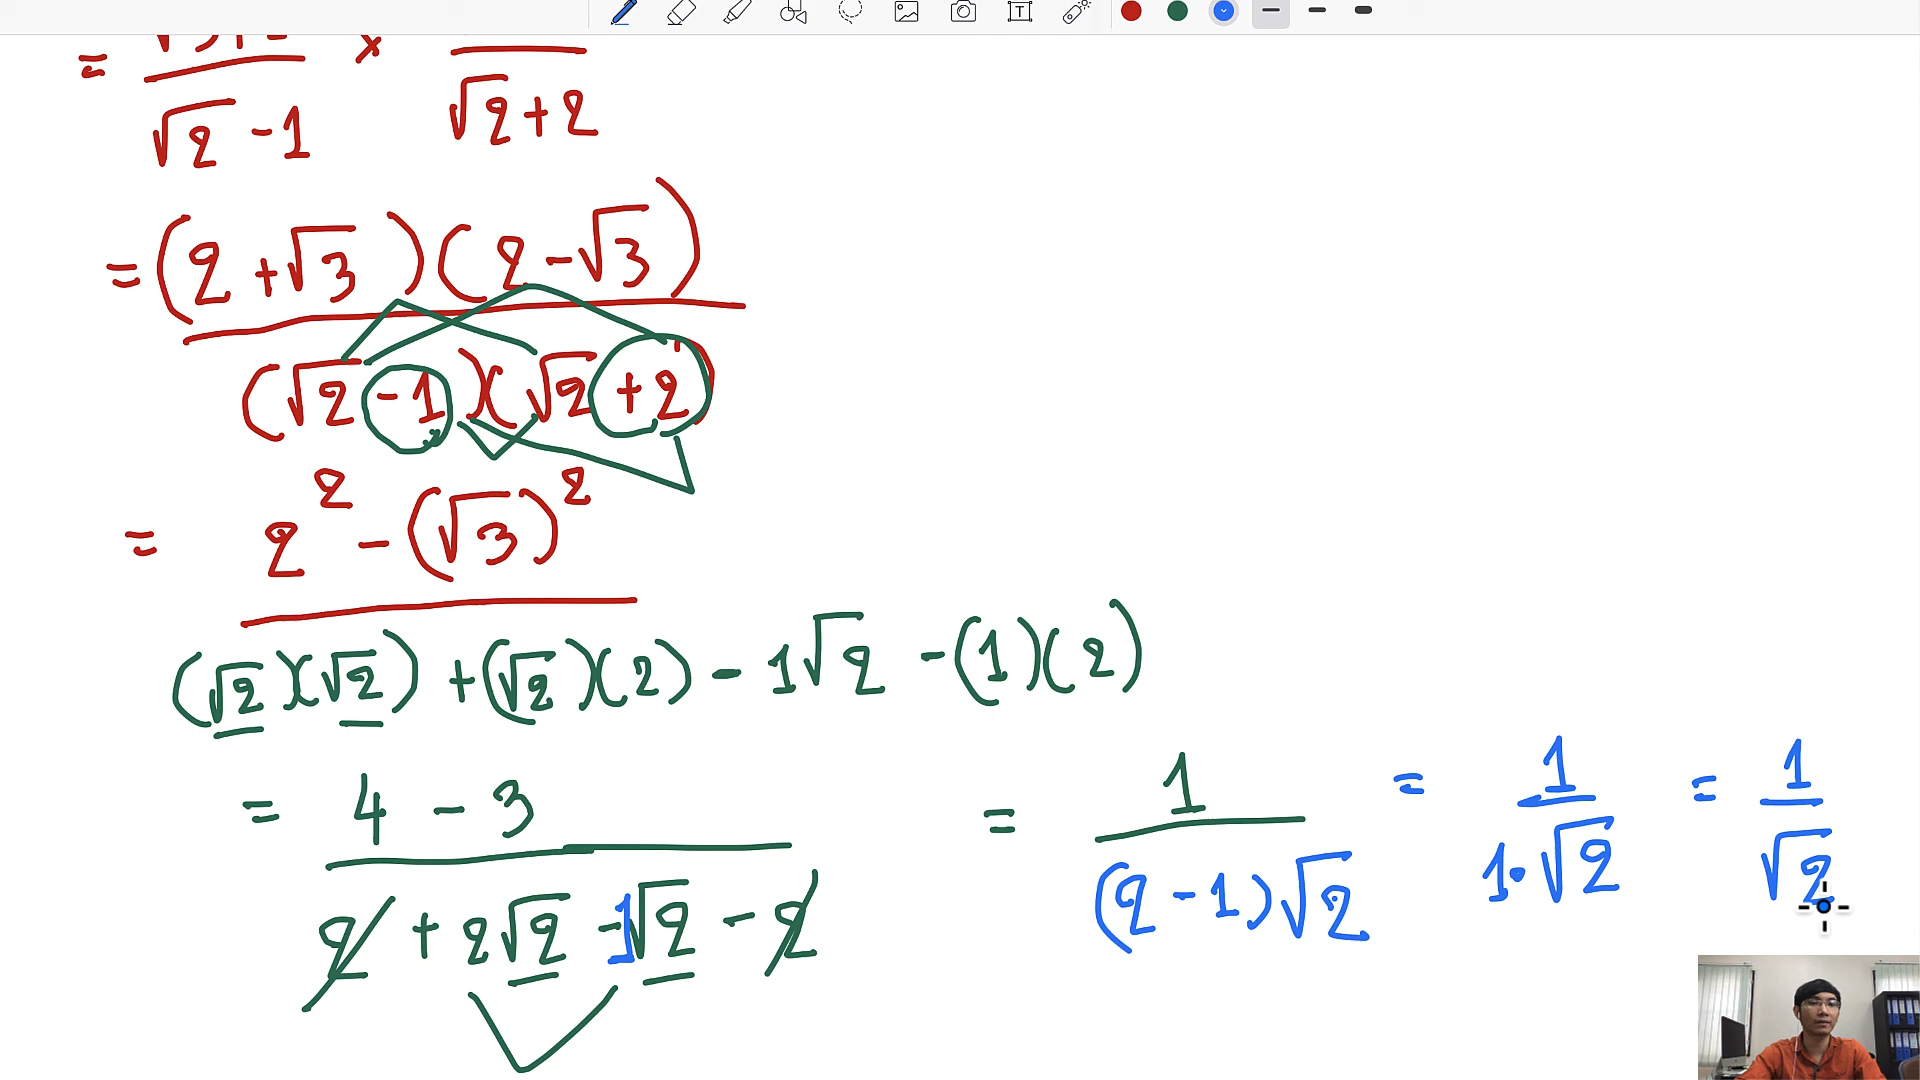 = / (√2 - 1) × / (√2 + 2)
= (2 + √3)(2 - √3) / (√2 - 1)(√2 + 2)
= 2² - (√3)² / (√2)(√2) + (√2)(2) - 1√2 - (1)(2)
= 4 - 3 / 2 + 2√2 - 1√2 - 2 = 1 / (2 - 1)√2 = 1 / 1·√2 = 1 / √2